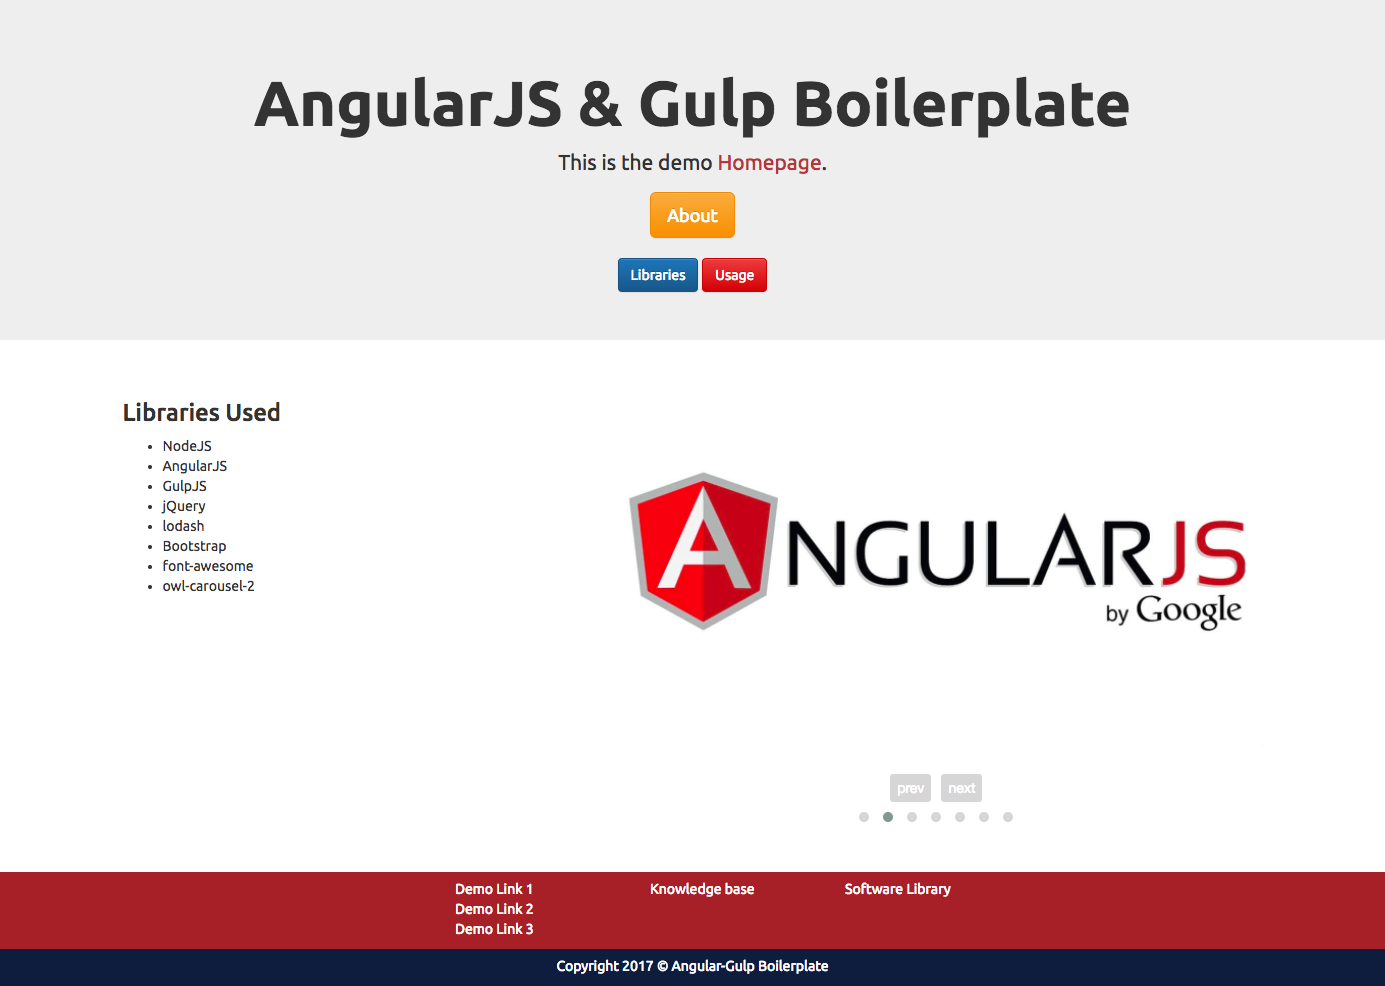 AngularJS & Gulp Boilerplate
This is the demo Homepage.
About
Libraries Usage
Libraries Used
NodeJS
AngularJS
GulpJS
jQuery
lodash
Bootstrap
font-awesome
owl-carousel-2
ANGULARJS
by Google
prev next
Demo Link 1
Demo Link 2
Demo Link 3
Knowledge base
Software Library
Copyright 2017 © Angular-Gulp Boilerplate